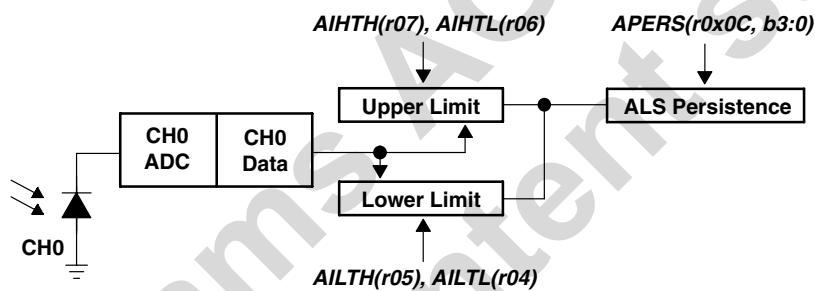 AIHTH(r07), AIHTL(r06)
APERS(r0x0C, b3:0)
Upper Limit
ALS Persistence
CH0
ADC
CH0
Data
Lower Limit
CH0
AILTH(r05), AILTL(r04)